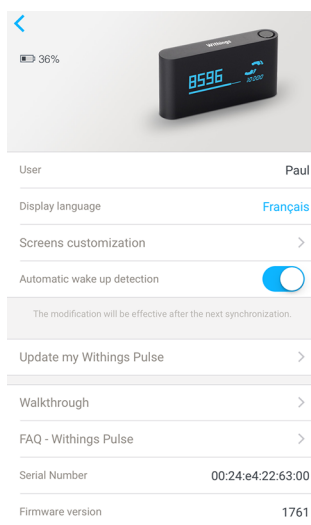 36%
Withings
8596
10.000
User Paul
Display language Français
Screens customization
Automatic wake up detection
The modification will be effective after the next synchronization.
Update my Withings Pulse
Walkthrough
FAQ - Withings Pulse
Serial Number 00:24:e4:22:63:00
Firmware version 1761